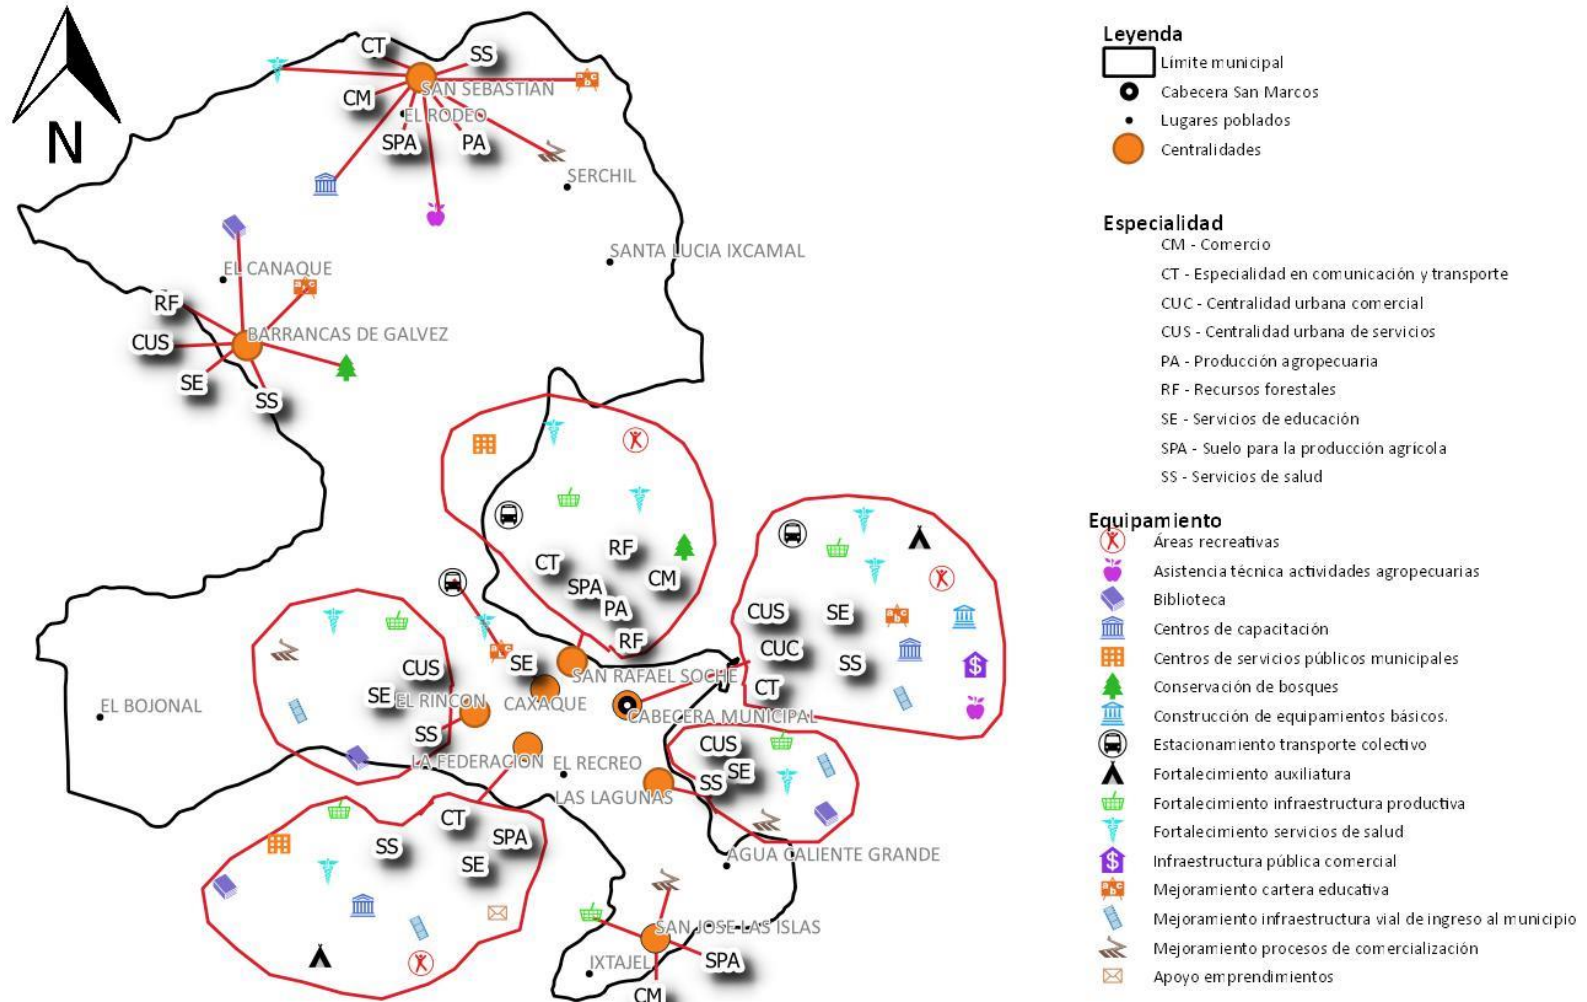 N
CT
SS
SAN SEBASTIAN
CM
EL RODEO
SPA
PA
SERCHIL
SANTA LUCIA IXCAMAL
EL CANAQUE
RF
BARRANCAS DE GALVEZ
CUS
SE
SS
CT
RF
SPA
CM
PA
RF
SAN RAFAEL SOCHE
SE
CAXAQUE
CUS
SE
EL RINCON
SS
EL BOJONAL
CUS
SE
CUC
SS
CT
CABECERA MUNICIPAL
LA FEDERACION
EL RECREO
LAS LAGUNAS
CUS
SE
SS
CT
SPA
SS
SE
AGUA CALIENTE GRANDE
SAN JOSE LAS ISLAS
IXTAJEL
SPA
CM
Leyenda
Límite municipal
Cabecera San Marcos
Lugares poblados
Centralidades
Especialidad
CM - Comercio
CT - Especialidad en comunicación y transporte
CUC - Centralidad urbana comercial
CUS - Centralidad urbana de servicios
PA - Producción agropecuaria
RF - Recursos forestales
SE - Servicios de educación
SPA - Suelo para la producción agrícola
SS - Servicios de salud
Equipamiento
Áreas recreativas
Asistencia técnica actividades agropecuarias
Biblioteca
Centros de capacitación
Centros de servicios públicos municipales
Conservación de bosques
Construcción de equipamientos básicos.
Estacionamiento transporte colectivo
Fortalecimiento auxiliatura
Fortalecimiento infraestructura productiva
Fortalecimiento servicios de salud
Infraestructura pública comercial
Mejoramiento cartera educativa
Mejoramiento infraestructura vial de ingreso al municipio
Mejoramiento procesos de comercialización
Apoyo emprendimientos